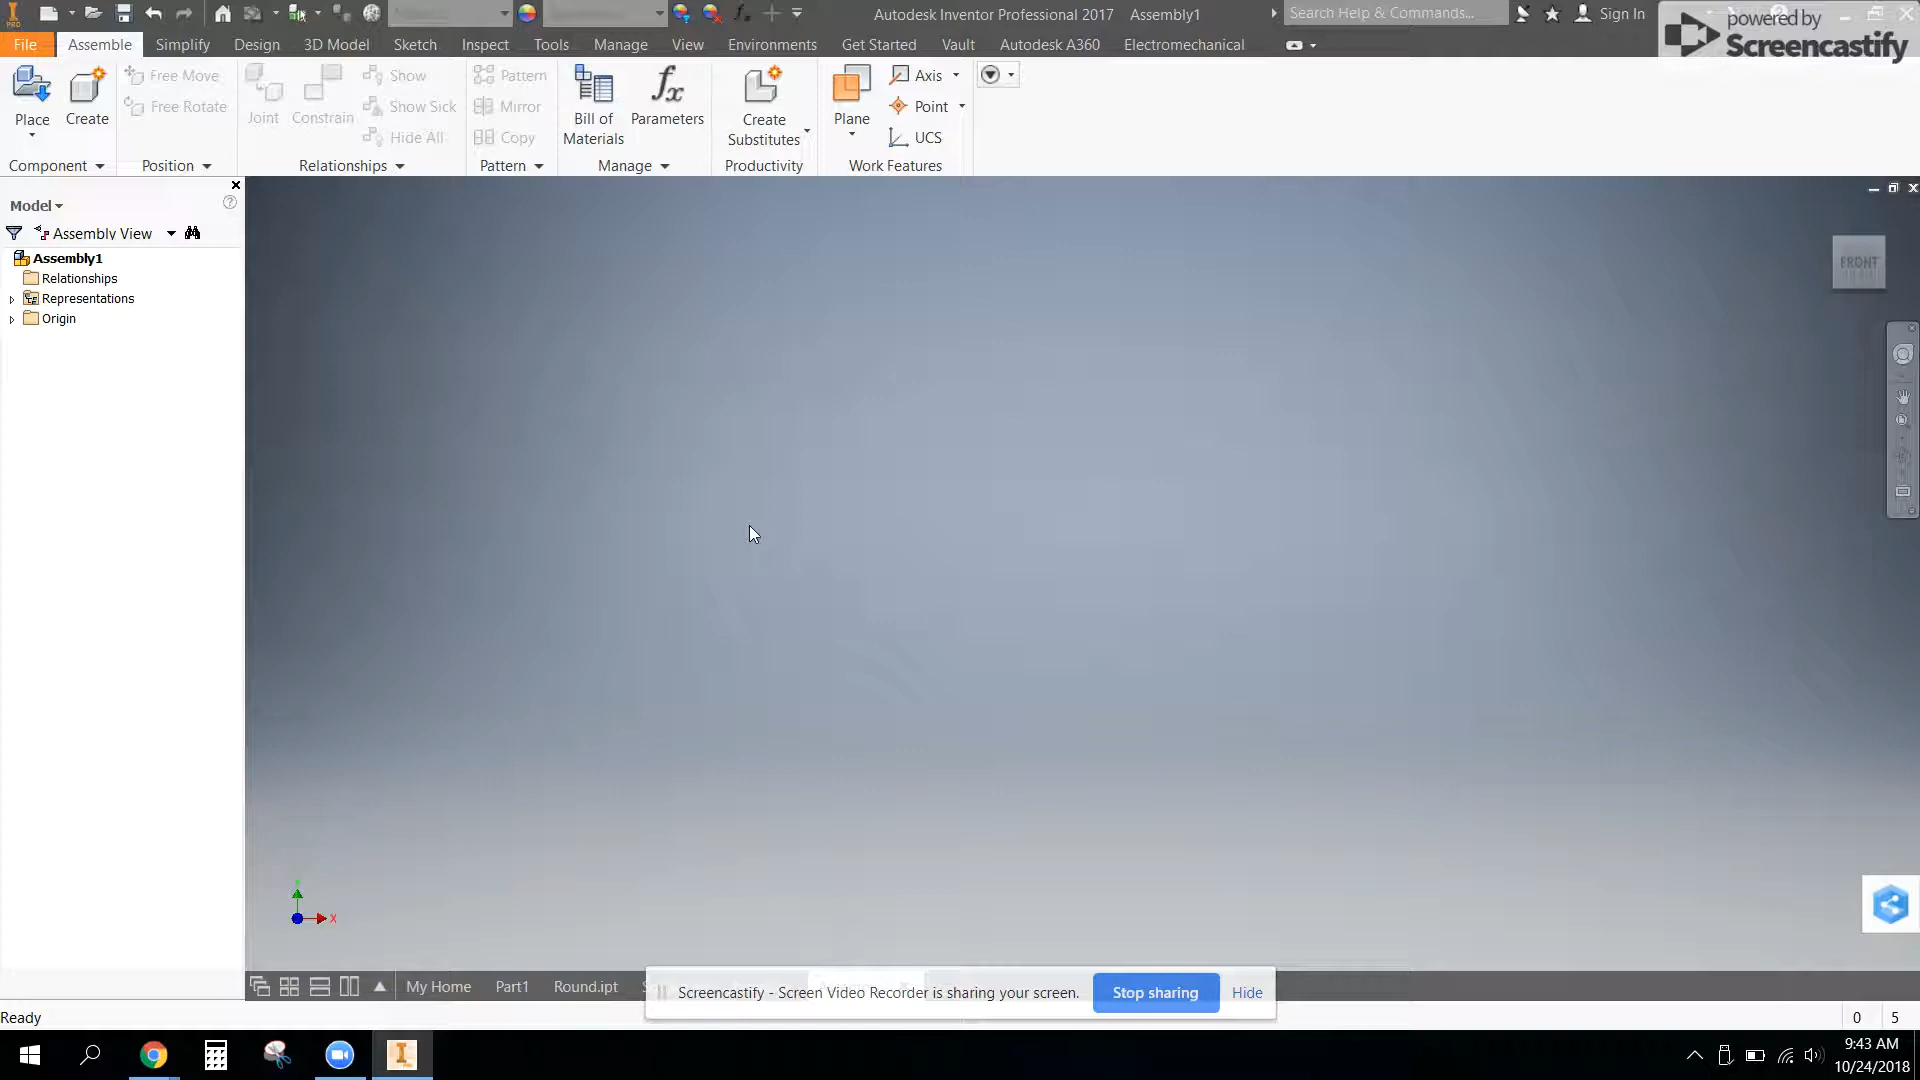 Autodesk Inventor Professional 2017 Assembly1
Search Help & Commands...
Sign In
powered by
Screencastify
PRO
File Assemble Simplify Design 3D Model Sketch Inspect Tools Manage View Environments Get Started Vault Autodesk A360 Electromechanical
Place
Create
Free Move
Free Rotate
Joint
Constrain
Show
Show Sick
Hide All
Pattern
Mirror
Copy
Bill of
Materials
fx
Parameters
Create
Substitutes
Plane
Axis
Point
UCS
Component Position Relationships Pattern Manage Productivity Work Features
Model
Assembly View
Assembly1
Relationships
Representations
Origin
FRONT
X
My Home Part1 Round.ipt
Screencastify - Screen Video Recorder is sharing your screen. Stop sharing Hide
Ready
0 5
9:43 AM
10/24/2018